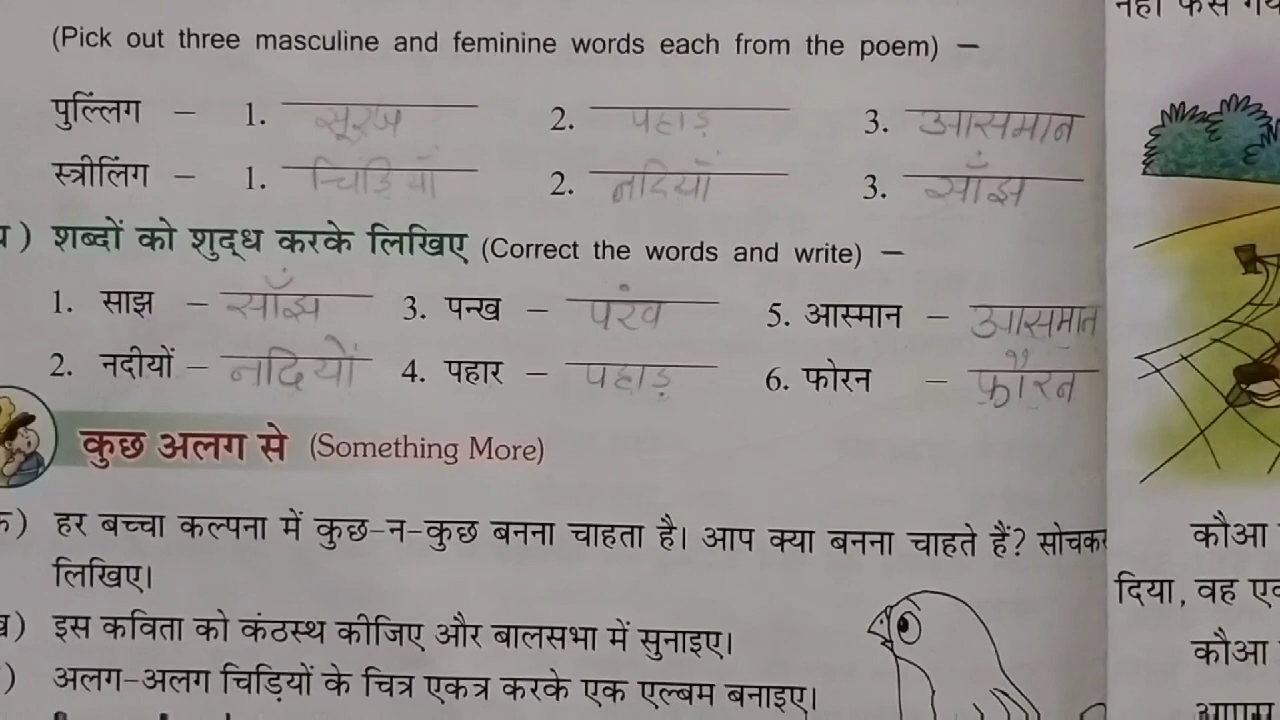 नहीं फंस
(Pick out three masculine and feminine words each from the poem) –
पुल्लिंग – 1. सूरज 2. पहाड़ 3. आसमान
स्त्रीलिंग – 1. चिड़ियाँ 2. नदियाँ 3. साँझ
) शब्दों को शुद्ध करके लिखिए (Correct the words and write) –
1. साझ – साँझ 3. पन्ख – पंख 5. आस्मान – आसमान
2. नदीयों – नदियों 4. पहार – पहाड़ 6. फोरन – फ़ौरन
कुछ अलग से (Something More)
) हर बच्चा कल्पना में कुछ-न-कुछ बनना चाहता है। आप क्या बनना चाहते हैं? सोचकर
लिखिए।
) इस कविता को कंठस्थ कीजिए और बालसभा में सुनाइए।
) अलग-अलग चिड़ियों के चित्र एकत्र करके एक एल्बम बनाइए।
कौआ
दिया, वह
कौआ